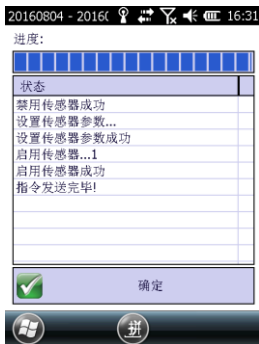 20160804 - 2016( 16:31
进度:
状态
禁用传感器成功
设置传感器参数...
设置传感器参数成功
启用传感器...1
启用传感器成功
指令发送完毕!
确定
拼